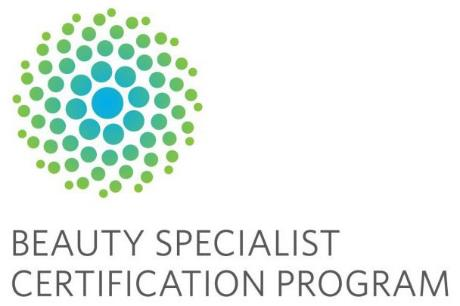 BEAUTY SPECIALIST
CERTIFICATION PROGRAM